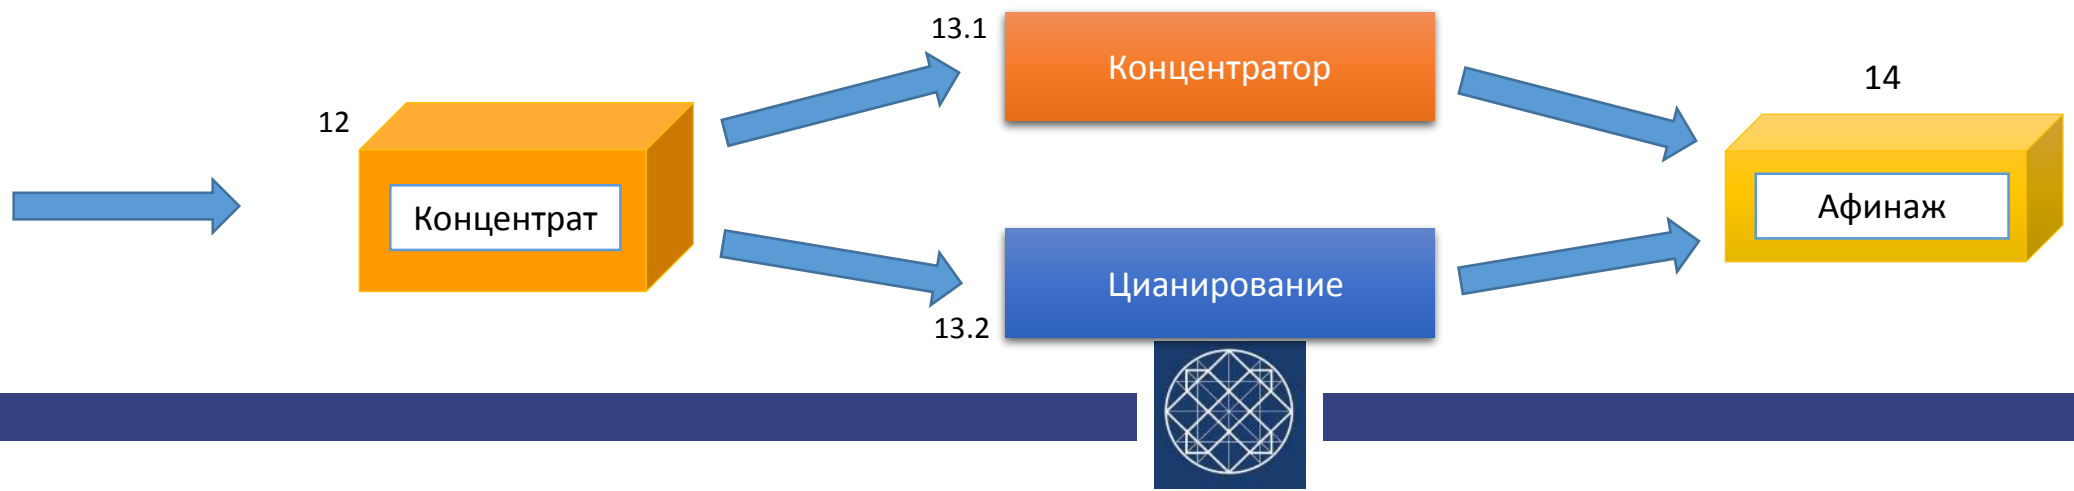 12
Концентрат
13.1
Концентратор
13.2
Цианирование
14
Афинаж